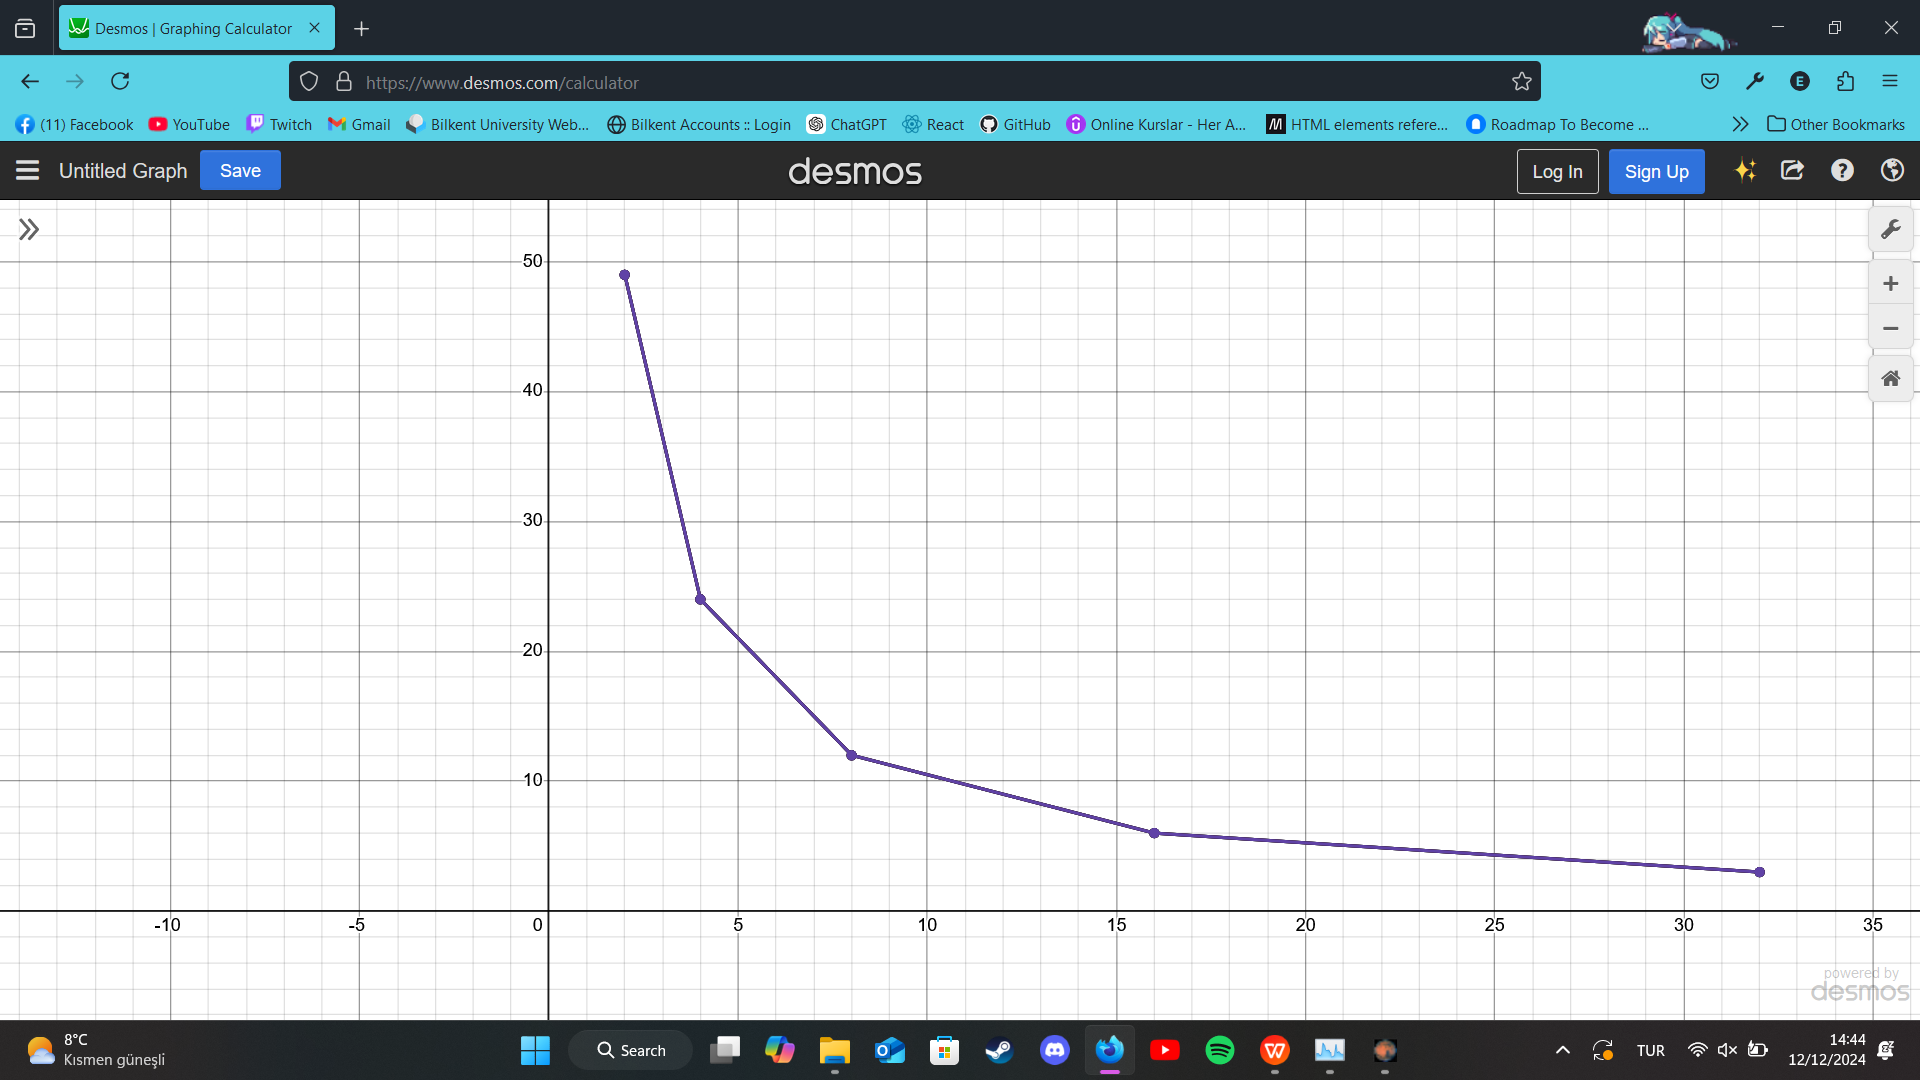 Desmos | Graphing Calculator
https://www.desmos.com/calculator
E
(11) Facebook YouTube Twitch Gmail Bilkent University Web... Bilkent Accounts :: Login ChatGPT React GitHub Online Kurslar - Her A... HTML elements refere... Roadmap To Become ... Other Bookmarks
Untitled Graph Save desmos Log In Sign Up
50
40
30
20
10
-10 -5 0 5 10 15 20 25 30 35
powered by
desmos
8°C
Kısmen güneşli
Search
TUR
14:44
12/12/2024